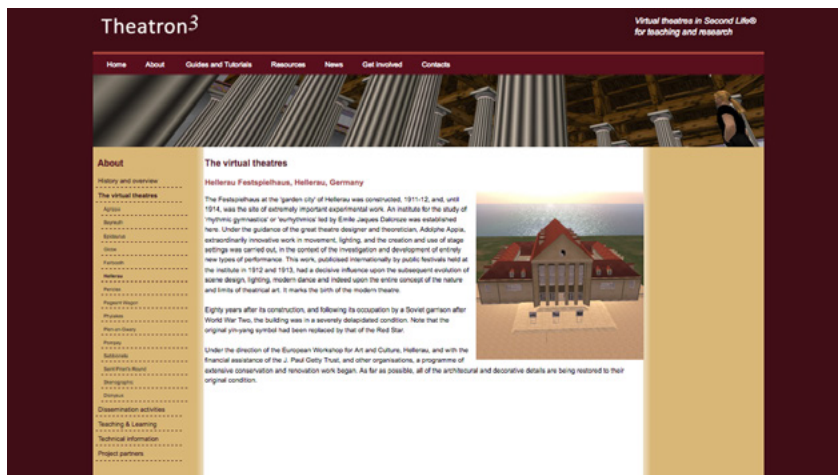 Theatron3
Virtual theatres in Second Life®
for teaching and research
Home About Guides and Tutorials Resources News Get Involved Contacts
About
History and overview
The virtual theatres
Epidaurus
Globe
Hellerau
Pageant Wagon
Pompeii
Dissemination activities
Teaching & Learning
Technical information
Project partners
The virtual theatres
Hellerau Festspielhaus, Hellerau, Germany
The Festspielhaus at the 'garden city' of Hellerau was constructed, 1911-12, and, until
1914, was the site of extremely important experimental work. An institute for the study of
'rhythmic gymnastics' or 'eurhythmics' led by Emile Jaques Dalcroze was established
here. Under the guidance of the great theatre designer and theoretician, Adolphe Appia,
extraordinarily innovative work in movement, lighting, and the creation and use of stage
settings was carried out, in the context of the investigation and development of entirely
new types of performance. This work, publicised internationally by public festivals held at
the institute in 1912 and 1913, had a decisive influence upon the subsequent evolution of
scene design, lighting, modern dance and indeed upon the entire concept of the nature
and limits of theatrical art. It marks the birth of the modern theatre.
Eighty years after its construction, and following its occupation by a Soviet garrison after
World War Two, the building was in a severely delapidated condition. Note that the
original yin-yang symbol had been replaced by that of the Red Star.
Under the direction of the European Workshop for Art and Culture, Hellerau, and with the
financial assistance of the J. Paul Getty Trust, and other organisations, a programme of
extensive conservation and renovation work began. As far as possible, all of the architecural and decorative details are being restored to their
original condition.